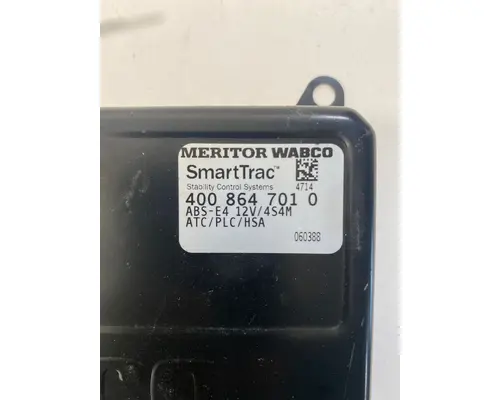 MERITOR WABCO
SmartTrac™
Stability Control Systems 4714
400 864 701 0
ABS-E4 12V/4S4M
ATC/PLC/HSA
060388